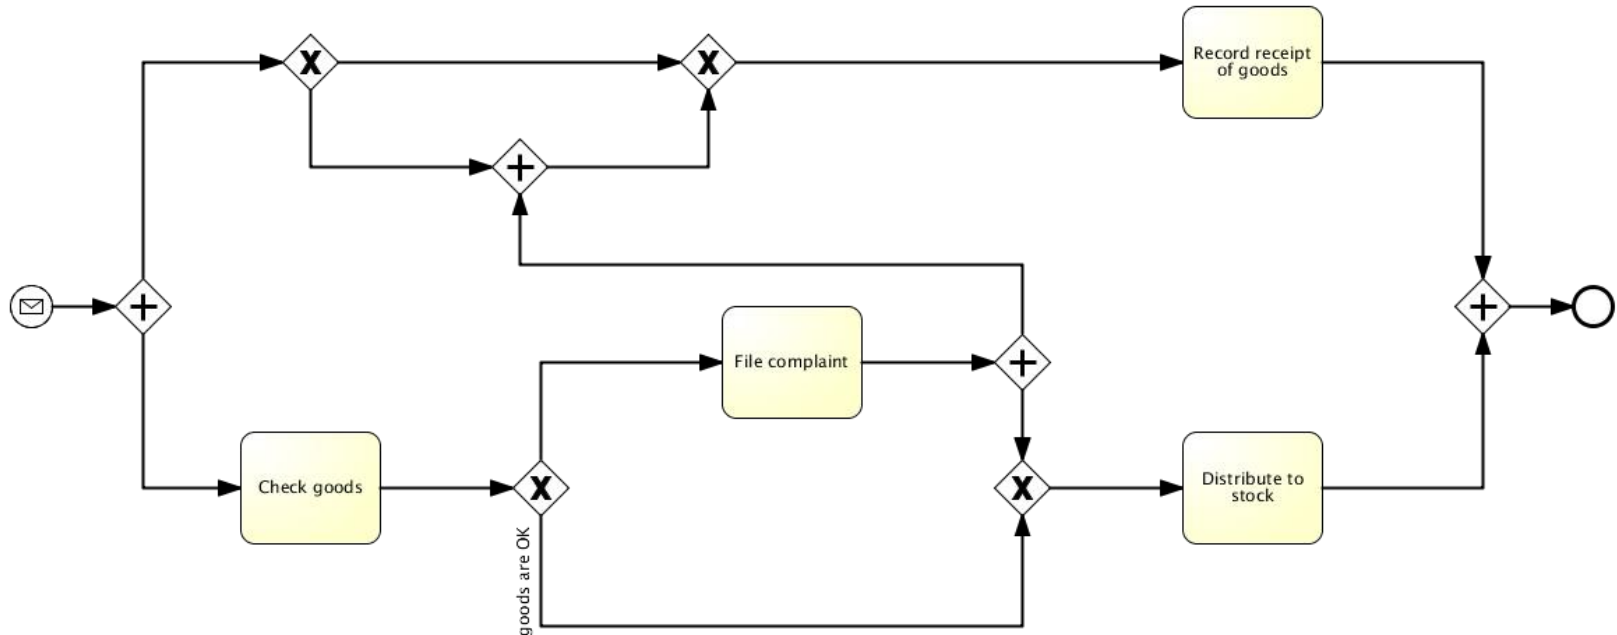 Record receipt
of goods
File complaint
Check goods
Distribute to
stock
goods are OK